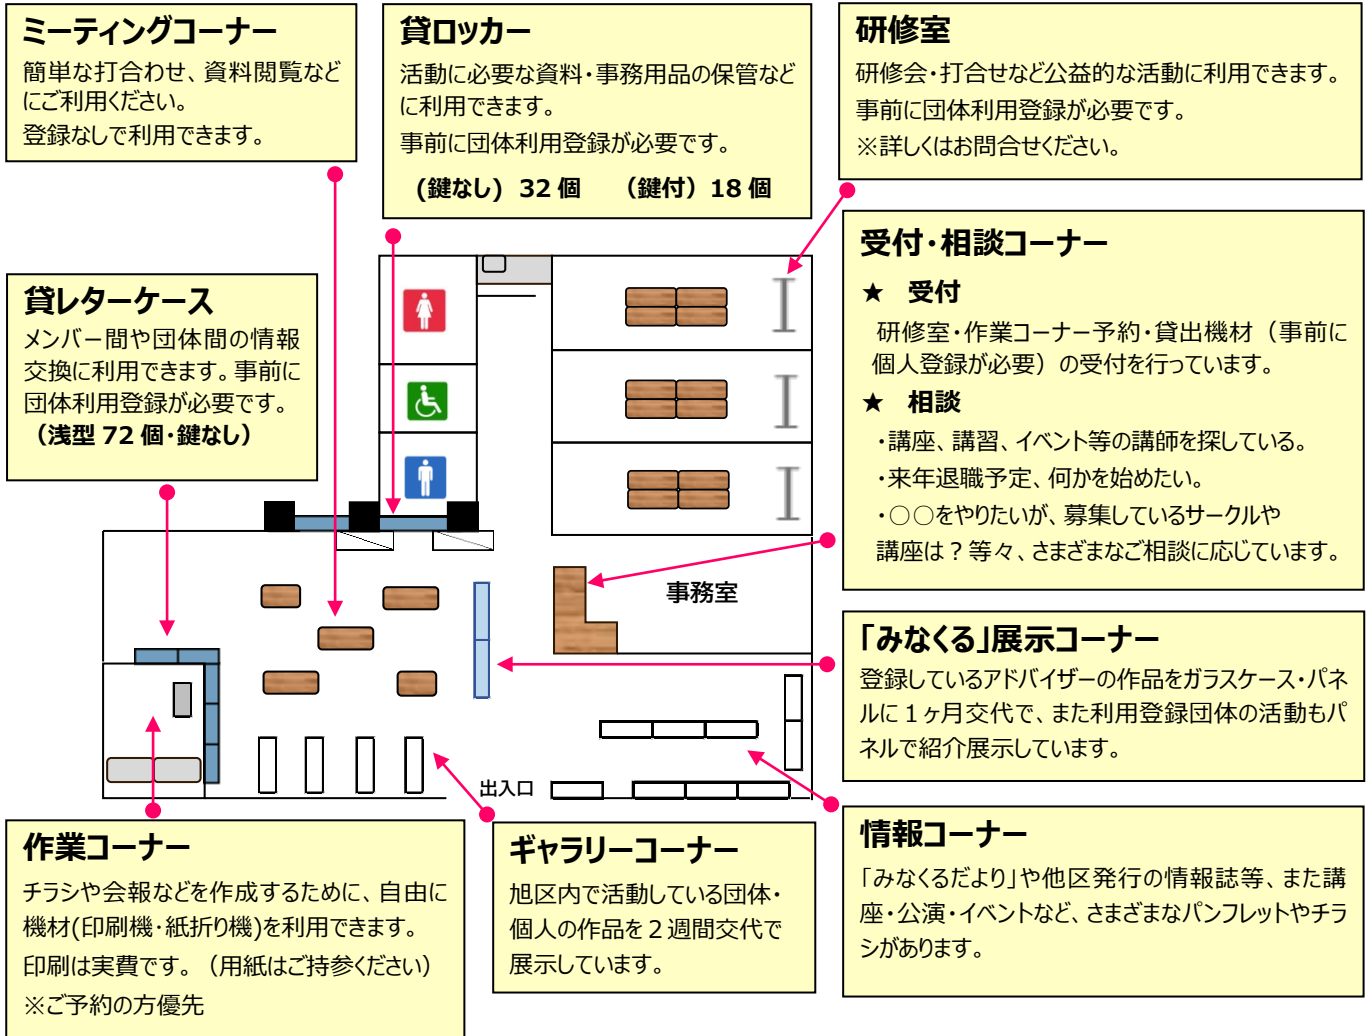 ミーティングコーナー
簡単な打合わせ、資料閲覧など
にご利用ください。
登録なしで利用できます。
貸ロッカー
活動に必要な資料・事務用品の保管など
に利用できます。
事前に団体利用登録が必要です。
(鍵なし) 32 個 （鍵付）18 個
研修室
研修会・打合せなど公益的な活動に利用できます。
事前に団体利用登録が必要です。
※詳しくはお問合せください。
貸レターケース
メンバー間や団体間の情報
交換に利用できます。事前に
団体利用登録が必要です。
（浅型 72 個・鍵なし）
受付・相談コーナー
★ 受付
研修室・作業コーナー予約・貸出機材（事前に
個人登録が必要）の受付を行っています。
★ 相談
・講座、講習、イベント等の講師を探している。
・来年退職予定、何かを始めたい。
・○○をやりたいが、募集しているサークルや
講座は？等々、さまざまなご相談に応じています。
事務室
「みなくる」展示コーナー
登録しているアドバイザーの作品をガラスケース・パネ
ルに１ヶ月交代で、また利用登録団体の活動もパ
ネルで紹介展示しています。
出入口
作業コーナー
チラシや会報などを作成するために、自由に
機材(印刷機・紙折り機)を利用できます。
印刷は実費です。（用紙はご持参ください）
※ご予約の方優先
ギャラリーコーナー
旭区内で活動している団体・
個人の作品を２週間交代で
展示しています。
情報コーナー
「みなくるだより」や他区発行の情報誌等、また講
座・公演・イベントなど、さまざまなパンフレットやチラ
シがあります。